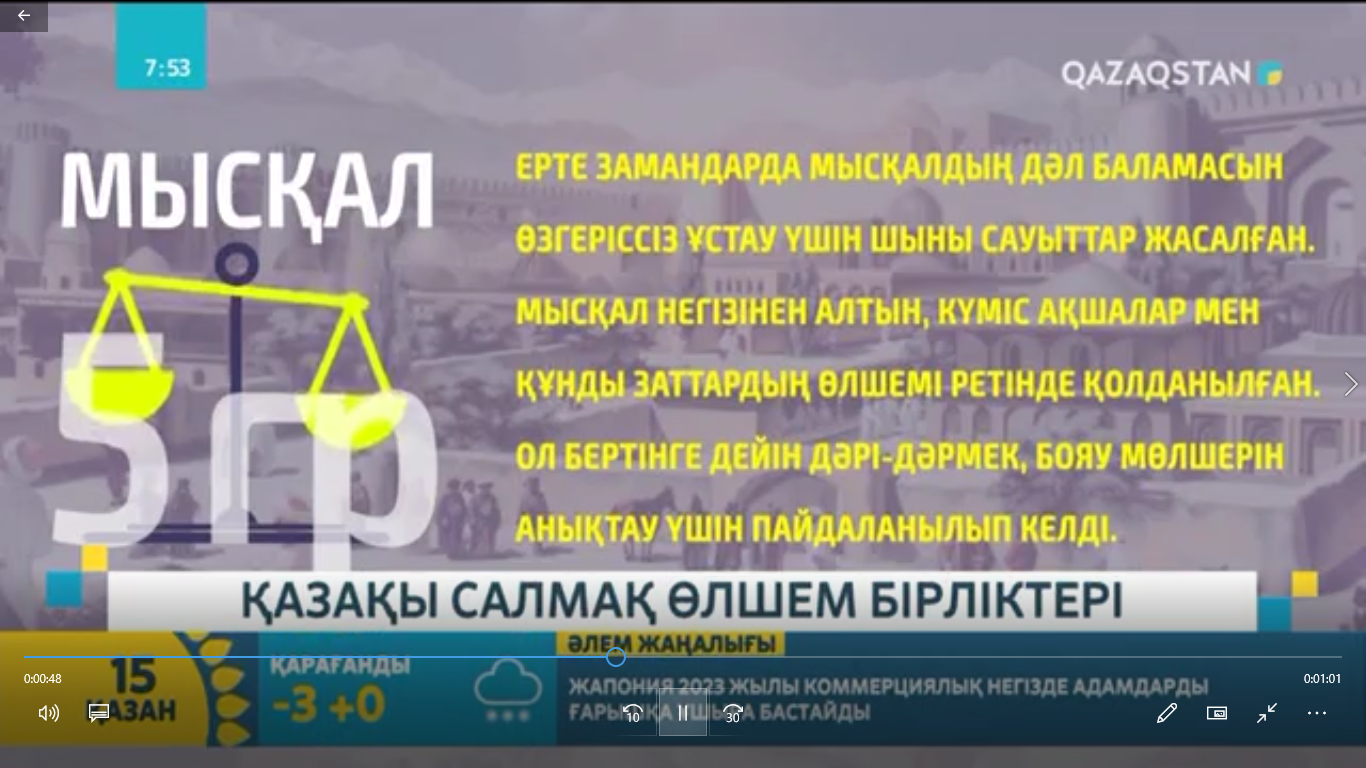 7:53
QAZAQSTAN
МЫСҚАЛ
5 гр
ЕРТЕ ЗАМАНДАРДА МЫСҚАЛДЫҢ ДӘЛ БАЛАМАСЫН
ӨЗГЕРІССІЗ ҰСТАУ ҮШІН ШЫНЫ САУЫТТАР ЖАСАЛҒАН.
МЫСҚАЛ НЕГІЗІНЕН АЛТЫН, КҮМІС АҚШАЛАР МЕН
ҚҰНДЫ ЗАТТАРДЫҢ ӨЛШЕМІ РЕТІНДЕ ҚОЛДАНЫЛҒАН.
ОЛ БЕРТІНГЕ ДЕЙІН ДӘРІ-ДӘРМЕК, БОЯУ МӨЛШЕРІН
АНЫҚТАУ ҮШІН ПАЙДАЛАНЫЛЫП КЕЛДІ.
ҚАЗАҚЫ САЛМАҚ ӨЛШЕМ БІРЛІКТЕРІ
ӘЛЕМ ЖАҢАЛЫҒЫ
15
ҚАЗАН
ҚАРАҒАНДЫ
-3 +0
ЖАПОНИЯ 2023 ЖЫЛЫ КОММЕРЦИЯЛЫҚ НЕГІЗДЕ АДАМДАРДЫ
БАСТАЙДЫ
0:00:48
0:01:01
10
30